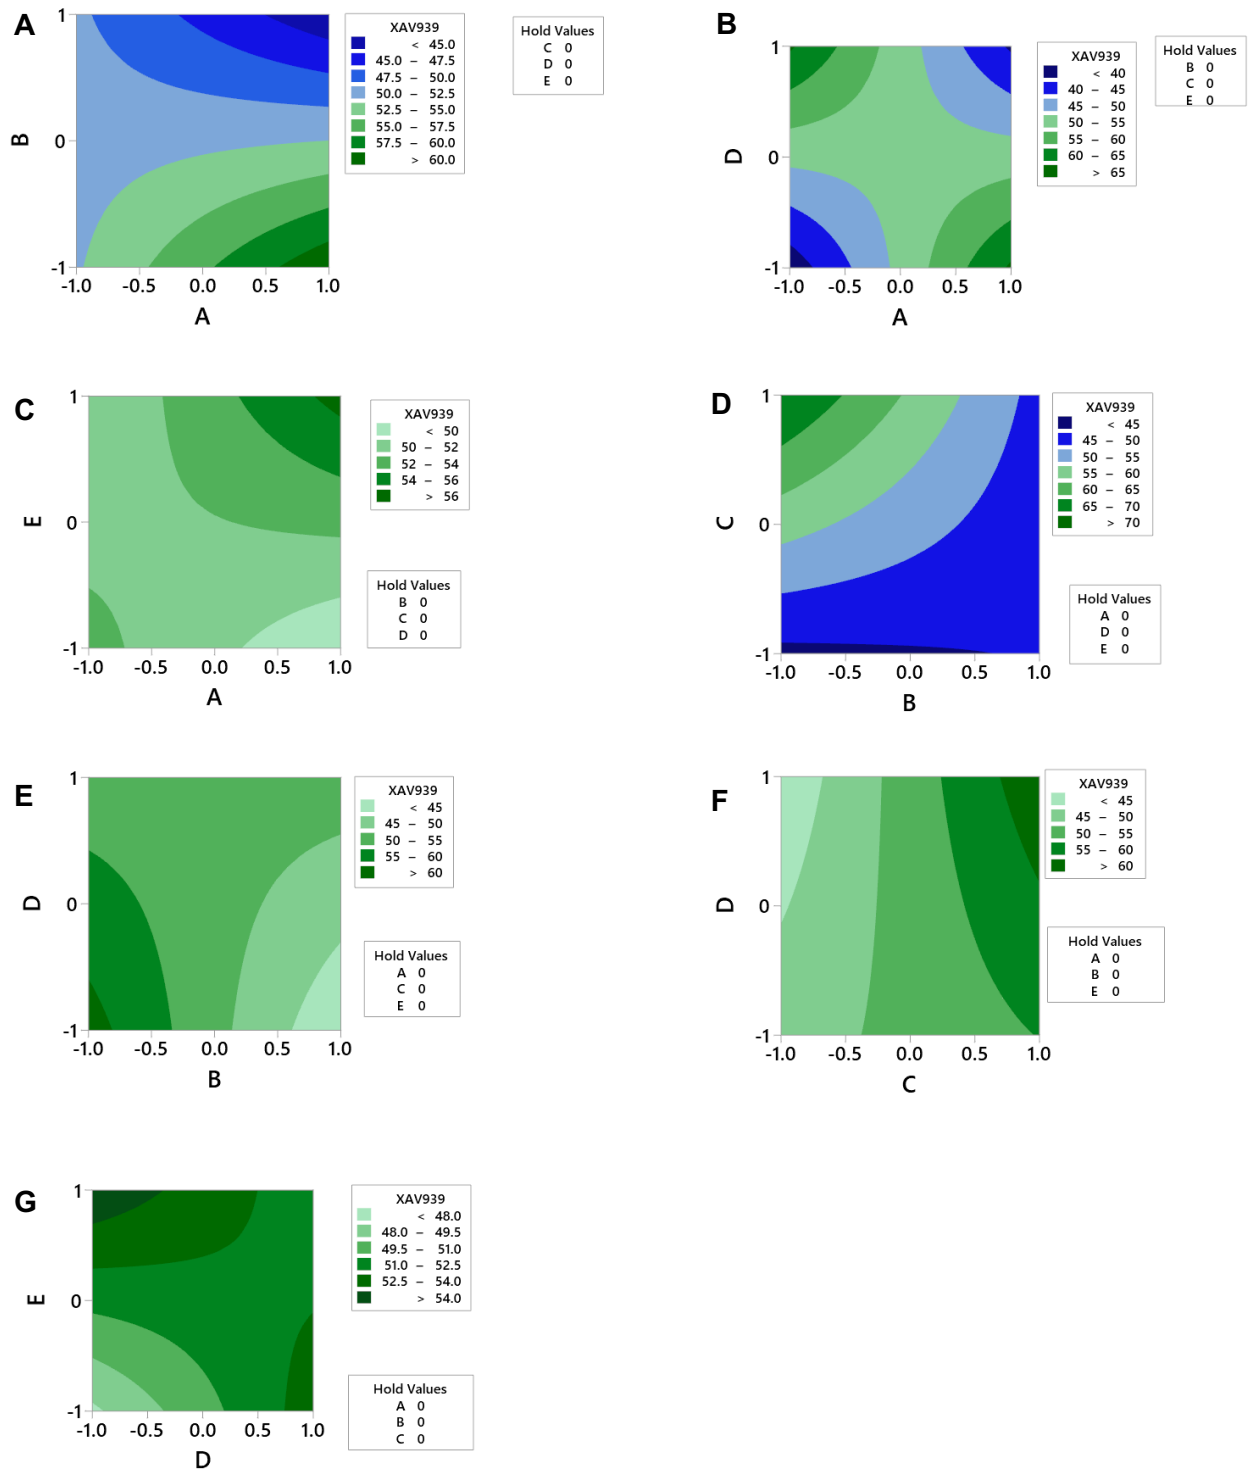 A
1
0
-1
B
-1.0 -0.5 0.0 0.5 1.0
A
XAV939
< 45.0
45.0 – 47.5
47.5 – 50.0
50.0 – 52.5
52.5 – 55.0
55.0 – 57.5
57.5 – 60.0
> 60.0
Hold Values
C 0
D 0
E 0
B
1
0
-1
D
-1.0 -0.5 0.0 0.5 1.0
A
XAV939
< 40
40 – 45
45 – 50
50 – 55
55 – 60
60 – 65
> 65
Hold Values
B 0
C 0
E 0
C
1
0
-1
E
-1.0 -0.5 0.0 0.5 1.0
A
XAV939
< 50
50 – 52
52 – 54
54 – 56
> 56
Hold Values
B 0
C 0
D 0
D
1
0
-1
C
-1.0 -0.5 0.0 0.5 1.0
B
XAV939
< 45
45 – 50
50 – 55
55 – 60
60 – 65
65 – 70
> 70
Hold Values
A 0
D 0
E 0
E
1
0
-1
D
-1.0 -0.5 0.0 0.5 1.0
B
XAV939
< 45
45 – 50
50 – 55
55 – 60
> 60
Hold Values
A 0
C 0
E 0
F
1
0
-1
D
-1.0 -0.5 0.0 0.5 1.0
C
XAV939
< 45
45 – 50
50 – 55
55 – 60
> 60
Hold Values
A 0
B 0
E 0
G
1
0
-1
E
-1.0 -0.5 0.0 0.5 1.0
D
XAV939
< 48.0
48.0 – 49.5
49.5 – 51.0
51.0 – 52.5
52.5 – 54.0
> 54.0
Hold Values
A 0
B 0
C 0